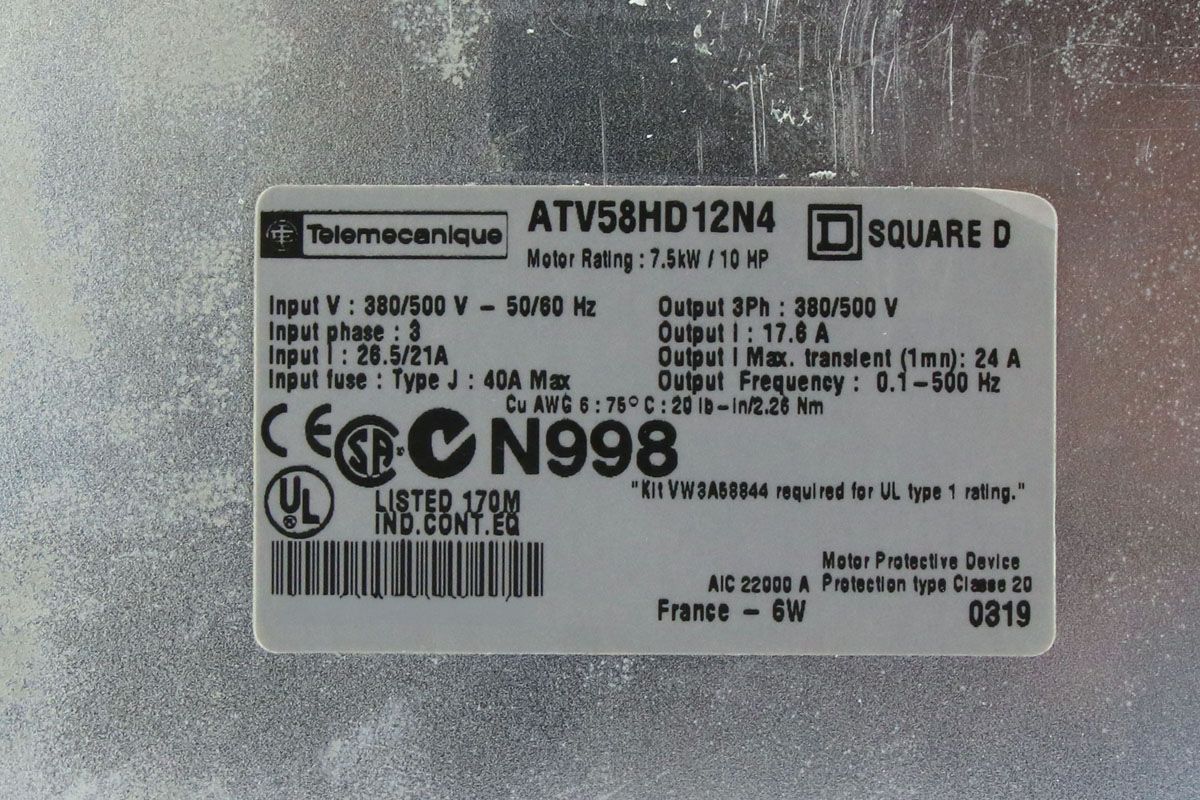 Telemecanique
ATV58HD12N4
Motor Rating : 7.5kW / 10 HP
D SQUARE D
Input V : 380/500 V – 50/60 Hz
Input phase : 3
Input I : 26.5/21A
Input fuse : Type J : 40A Max
Output 3Ph : 380/500 V
Output I : 17.6 A
Output I Max. transient (1mn): 24 A
Output Frequency : 0.1–500 Hz
Cu AWG 6 : 75° C : 20 lb–in/2.26 Nm
CE SA N998
UL LISTED 170M
IND.CONT.EQ
"Kit VW3A58844 required for UL type 1 rating."
Motor Protective Device
AIC 22000 A Protection type Classe 20
France – 6W
0319